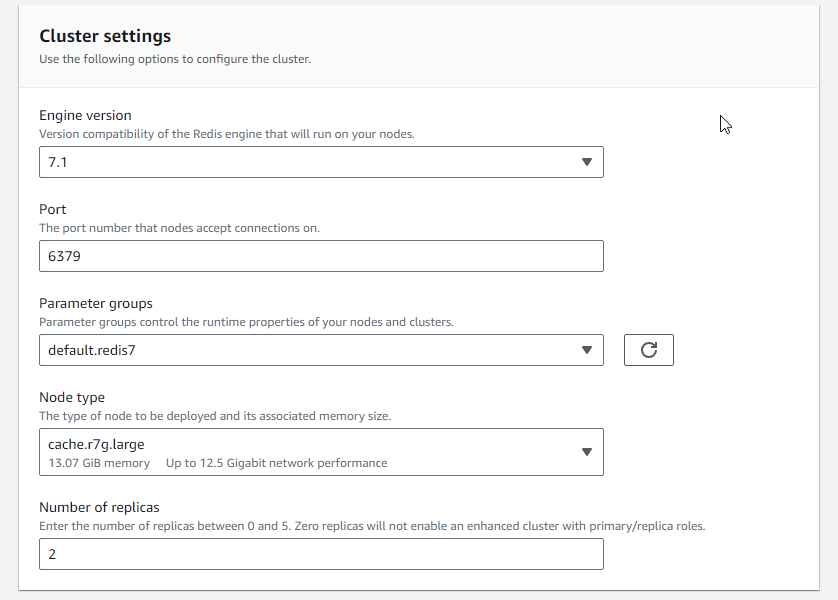 Cluster settings
Use the following options to configure the cluster.
Engine version
Version compatibility of the Redis engine that will run on your nodes.
7.1
Port
The port number that nodes accept connections on.
6379
Parameter groups
Parameter groups control the runtime properties of your nodes and clusters.
default.redis7
Node type
The type of node to be deployed and its associated memory size.
cache.r7g.large
13.07 GiB memory Up to 12.5 Gigabit network performance
Number of replicas
Enter the number of replicas between 0 and 5. Zero replicas will not enable an enhanced cluster with primary/replica roles.
2